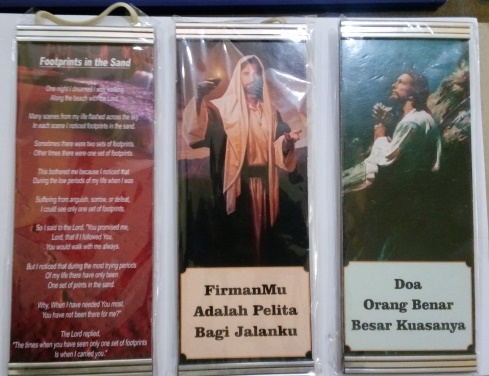 Footprints in the Sand
One night I dreamed I was walking
Along the beach with the Lord.
Many scenes from my life flashed across the sky
In each scene I noticed footprints in the sand.
Sometimes there were two sets of footprints
Other times there were one set of footprints.
This bothered me because I noticed that
During the low periods of my life when I was
Suffering from anguish, sorrow, or defeat,
I could see only one set of footprints,
So I said to the Lord, "You promised me,
Lord, that if I followed You,
You would walk with me always.
But I noticed that during the most trying periods
Of my life there have only been
One set of prints in the sand.
Why, When I have needed You most,
You have not been there for me?"
The Lord replied,
"The times when you have seen only one set of footprints
Is when I carried you."
FirmanMu
Adalah Pelita
Bagi Jalanku
Doa
Orang Benar
Besar Kuasanya